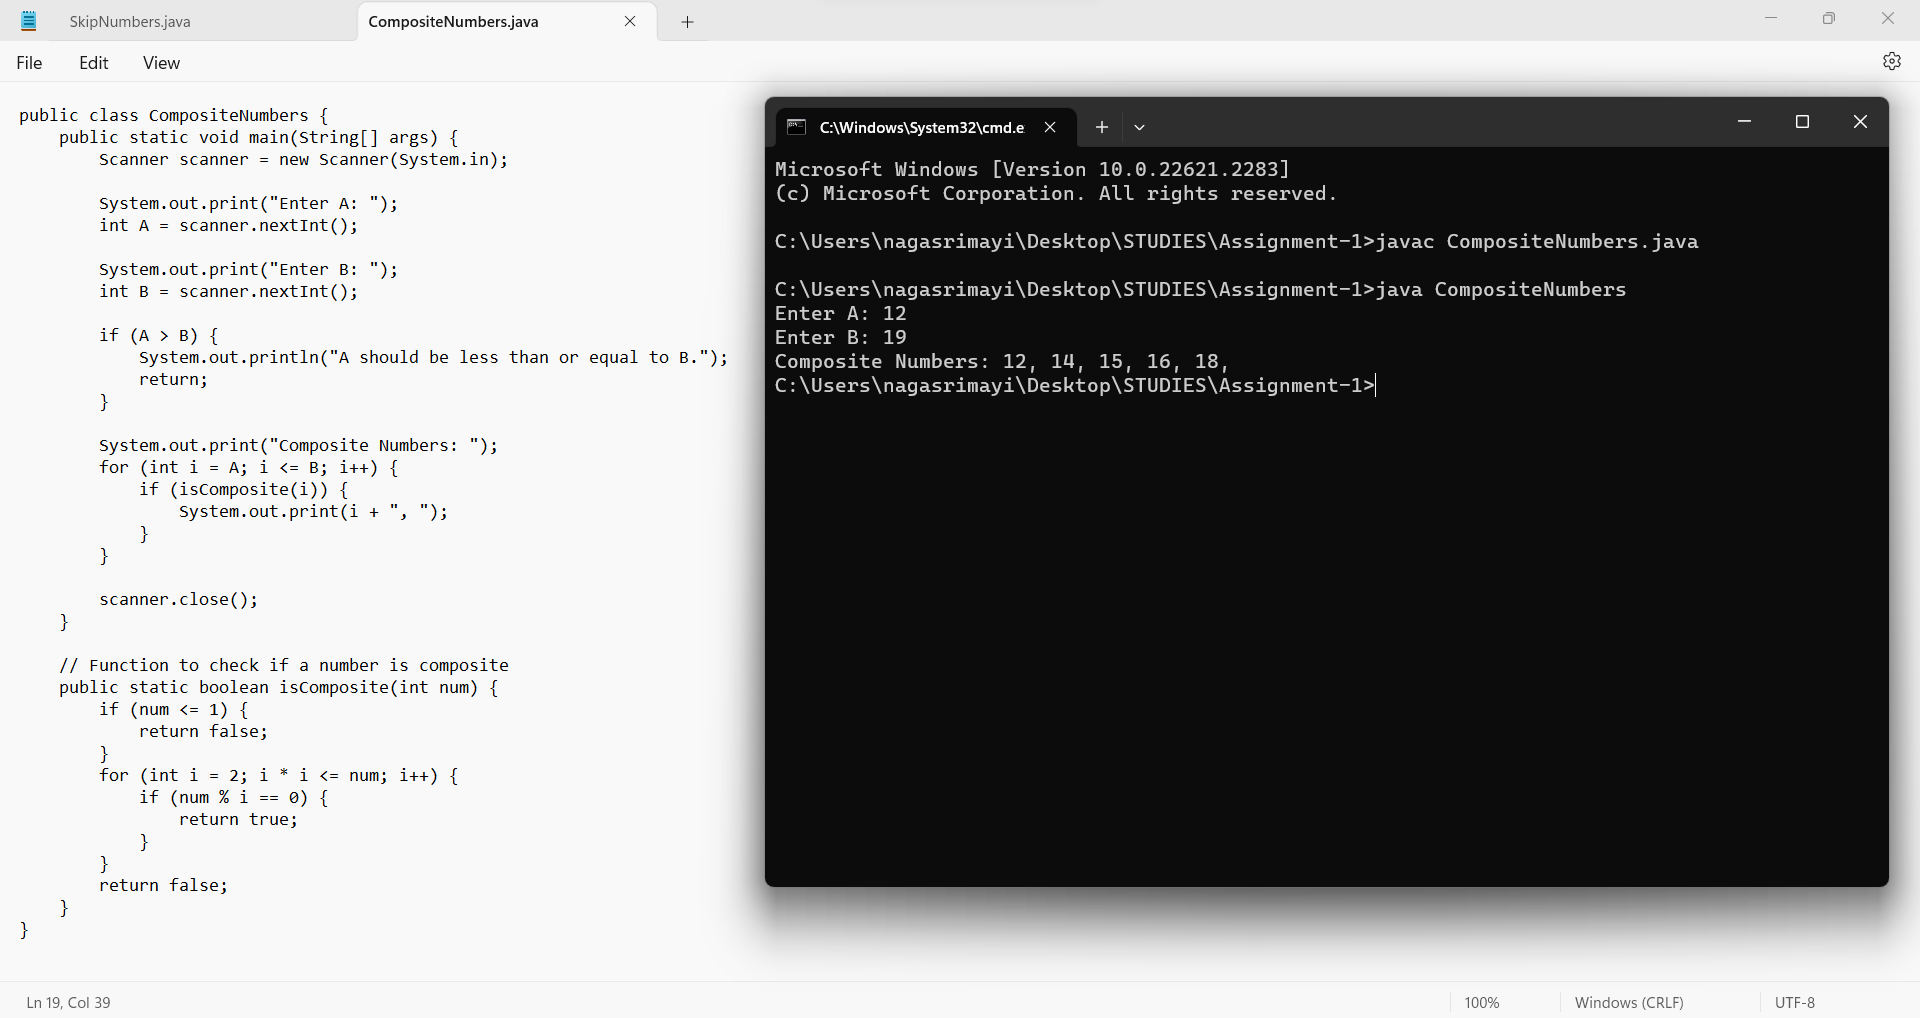 SkipNumbers.java
CompositeNumbers.java
File Edit View
public class CompositeNumbers {
    public static void main(String[] args) {
        Scanner scanner = new Scanner(System.in);

        System.out.print("Enter A: ");
        int A = scanner.nextInt();

        System.out.print("Enter B: ");
        int B = scanner.nextInt();

        if (A > B) {
            System.out.println("A should be less than or equal to B.");
            return;
        }

        System.out.print("Composite Numbers: ");
        for (int i = A; i <= B; i++) {
            if (isComposite(i)) {
                System.out.print(i + ", ");
            }
        }

        scanner.close();
    }

    // Function to check if a number is composite
    public static boolean isComposite(int num) {
        if (num <= 1) {
            return false;
        }
        for (int i = 2; i * i <= num; i++) {
            if (num % i == 0) {
                return true;
            }
        }
        return false;
    }
}
C:\Windows\System32\cmd.e
Microsoft Windows [Version 10.0.22621.2283]
(c) Microsoft Corporation. All rights reserved.

C:\Users\nagasrimayi\Desktop\STUDIES\Assignment-1>javac CompositeNumbers.java

C:\Users\nagasrimayi\Desktop\STUDIES\Assignment-1>java CompositeNumbers
Enter A: 12
Enter B: 19
Composite Numbers: 12, 14, 15, 16, 18,
C:\Users\nagasrimayi\Desktop\STUDIES\Assignment-1>
Ln 19, Col 39
100%
Windows (CRLF)
UTF-8